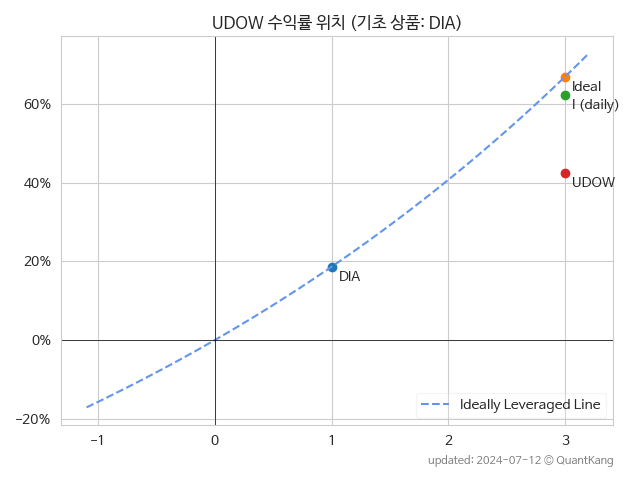 UDOW 수익률 위치 (기초 상품: DIA)
60%
40%
20%
0%
−20%
Ideal
I (daily)
UDOW
DIA
Ideally Leveraged Line
−1
0
1
2
3
updated: 2024-07-12 © QuantKang